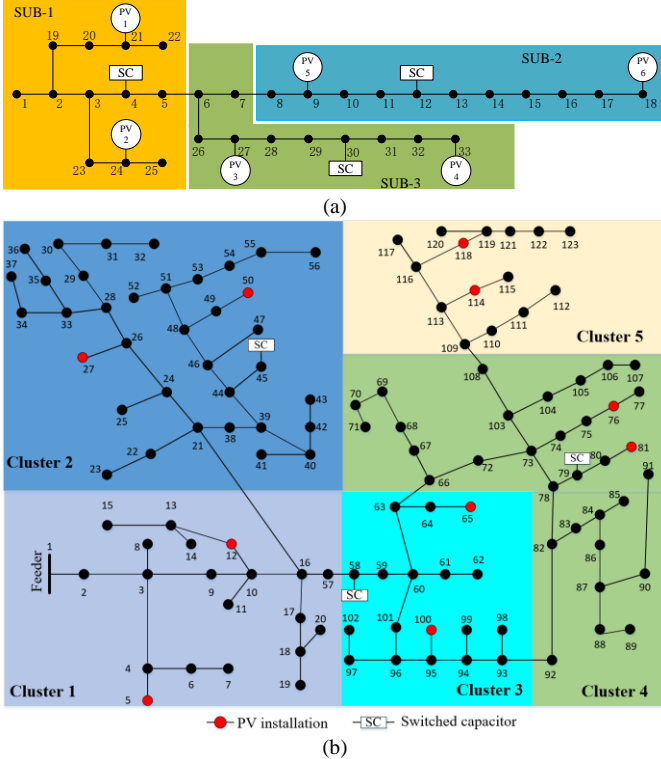 SUB-1
PV 1
19 20 21 22
SC
1 2 3 4 5
PV 2
23 24 25
6 7
PV 5
SC
SUB-2
PV 6
8 9 10 11 12 13 14 15 16 17 18
26 27 28 29 30 31 32 33
PV 3
SC
PV 4
SUB-3
(a)
36 30 31 32
37 35 29
34 33 28
55 56
54
53
52 51 50
49
48 47
SC
46 45
44
26
27
24
25
43
42
39
38
41 40
21
22
23
Cluster 2
120 119 121 122 123
117 118
116
115
114
113
112
111
110
109
Cluster 5
108
106 107
105
104
103
70 69
71 68
67
66
72 73
74 75 76 77
SC
81
80
79
78
91
85
84
83
82
86
87 90
88 89
92
Cluster 4
Feeder
1
2 3
15 13
14
12
8
9 10
11
16 57
17
20
18
19
4
5
6 7
Cluster 1
63 64 65
58 59 60 61 62
SC
101
102 100 99 98
97 96 95 94 93
Cluster 3
PV installation
SC Switched capacitor
(b)